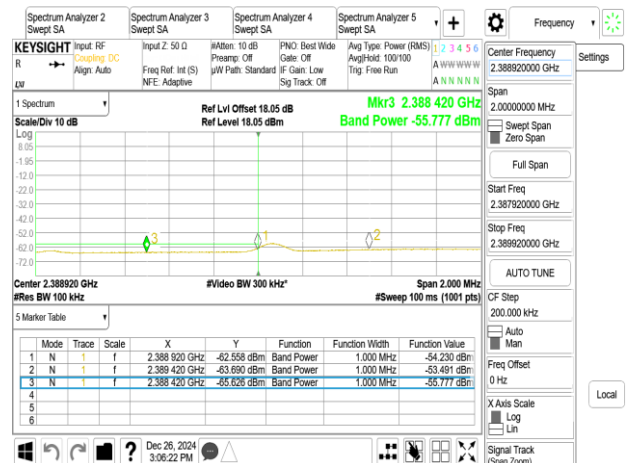 Spectrum Analyzer 2
Swept SA
Spectrum Analyzer 3
Swept SA
Spectrum Analyzer 4
Swept SA
Spectrum Analyzer 5
Swept SA
Frequency
Settings
KEYSIGHT
R
Input: RF
Coupling: DC
Align: Auto
Input Z: 50 Ω
Freq Ref: Int (S)
NFE: Adaptive
#Atten: 10 dB
Preamp: Off
µW Path: Standard
PNO: Best Wide
Gate: Off
IF Gain: Low
Sig Track: Off
Avg Type: Power (RMS)
Avg|Hold: 100/100
Trig: Free Run
1 2 3 4 5 6
A W W W W W
A N N N N N
1 Spectrum
Scale/Div 10 dB
Ref Lvl Offset 18.05 dB
Ref Level 18.05 dBm
Mkr3 2.388 420 GHz
Band Power -55.777 dBm
Log
8.05
-1.95
-12.0
-22.0
-32.0
-42.0
-52.0
-62.0
-72.0
3
1
2
Center 2.388920 GHz
#Res BW 100 kHz
#Video BW 300 kHz*
Span 2.000 MHz
#Sweep 100 ms (1001 pts)
5 Marker Table
Mode Trace Scale X Y Function Function Width Function Value
1 N 1 f 2.388 920 GHz -62.558 dBm Band Power 1.000 MHz -54.230 dBm
2 N 1 f 2.389 420 GHz -63.690 dBm Band Power 1.000 MHz -53.491 dBm
3 N 1 f 2.388 420 GHz -65.626 dBm Band Power 1.000 MHz -55.777 dBm
4
5
6
Dec 26, 2024
3:06:22 PM
Center Frequency
2.388920000 GHz
Span
2.00000000 MHz
Swept Span
Zero Span
Full Span
Start Freq
2.387920000 GHz
Stop Freq
2.389920000 GHz
AUTO TUNE
CF Step
200.000 kHz
Auto
Man
Freq Offset
0 Hz
X Axis Scale
Log
Lin
Signal Track
(Span Zoom)
Local